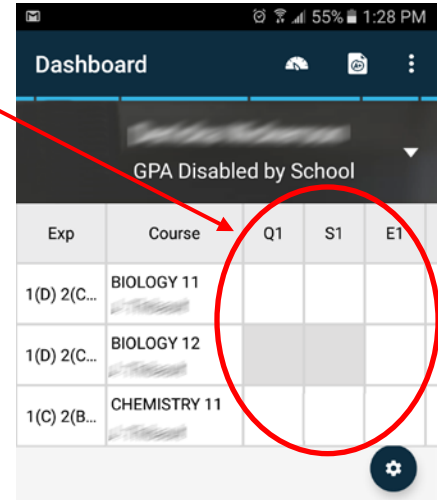 55% 1:28 PM
Dashboard A+
GPA Disabled by School
Exp Course Q1 S1 E1
1(D) 2(C... BIOLOGY 11
1(D) 2(C... BIOLOGY 12
1(C) 2(B... CHEMISTRY 11